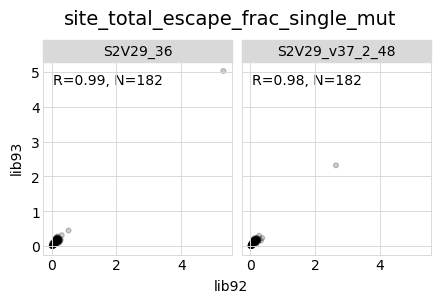 site_total_escape_frac_single_mut
S2V29_36
S2V29_v37_2_48
R=0.99, N=182
R=0.98, N=182
5
4
3
2
1
0
lib93
0 2 4
0 2 4
lib92